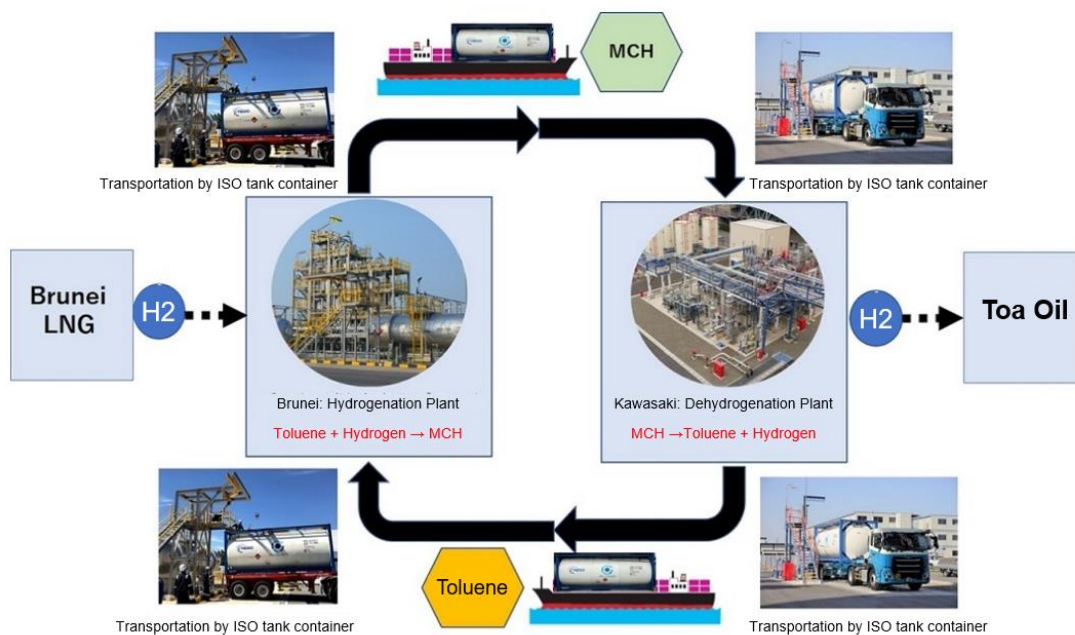 MCH
Transportation by ISO tank container
Transportation by ISO tank container
Brunei
LNG
H2
Brunei: Hydrogenation Plant
Toluene + Hydrogen → MCH
Kawasaki: Dehydrogenation Plant
MCH →Toluene + Hydrogen
H2
Toa Oil
Toluene
Transportation by ISO tank container
Transportation by ISO tank container